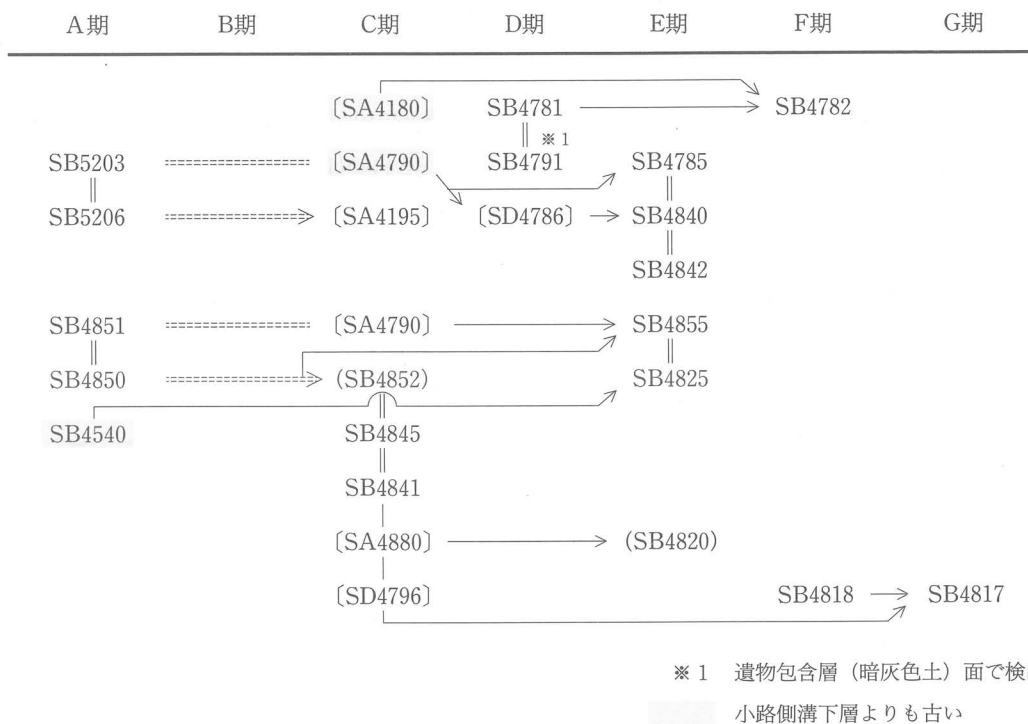 A期 B期 C期 D期 E期 F期 G期
〔SA4180〕 SB4781 SB4782
※1
SB5203 〔SA4790〕 SB4791 SB4785
SB5206 〔SA4195〕 〔SD4786〕 SB4840
SB4842
SB4851 〔SA4790〕 SB4855
SB4850 (SB4852) SB4825
SB4540 SB4845
SB4841
〔SA4880〕 (SB4820)
〔SD4796〕 SB4818 SB4817
※1 遺物包含層(暗灰色土)面で検
小路側溝下層よりも古い